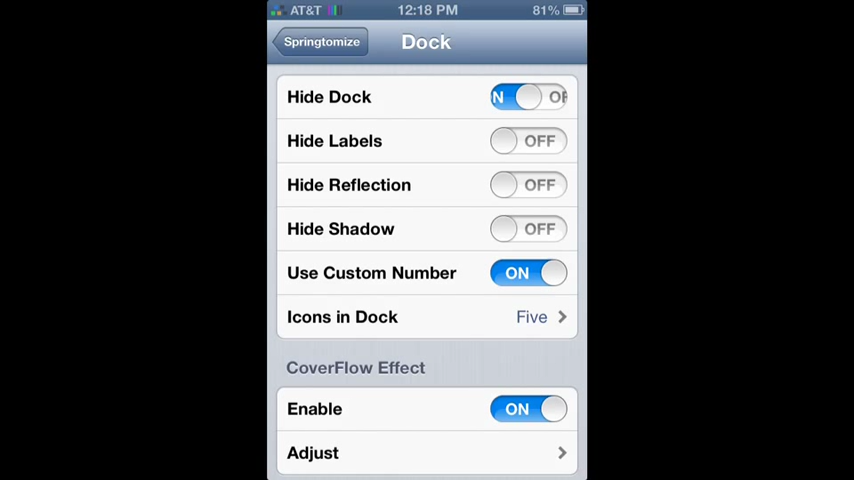 AT&T 12:18 PM 81%
Springtomize Dock
Hide Dock N OF
Hide Labels OFF
Hide Reflection OFF
Hide Shadow OFF
Use Custom Number ON
Icons in Dock Five
CoverFlow Effect
Enable ON
Adjust